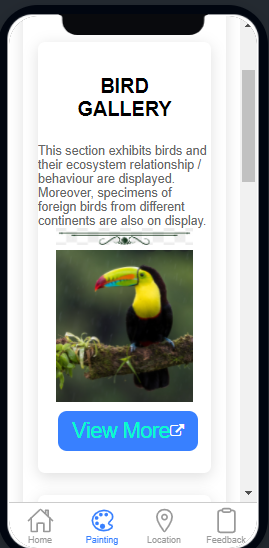 BIRD
GALLERY
This section exhibits birds and
their ecosystem relationship /
behaviour are displayed.
Moreover, specimens of
foreign birds from different
continents are also on display.
View More
Home Painting Location Feedback